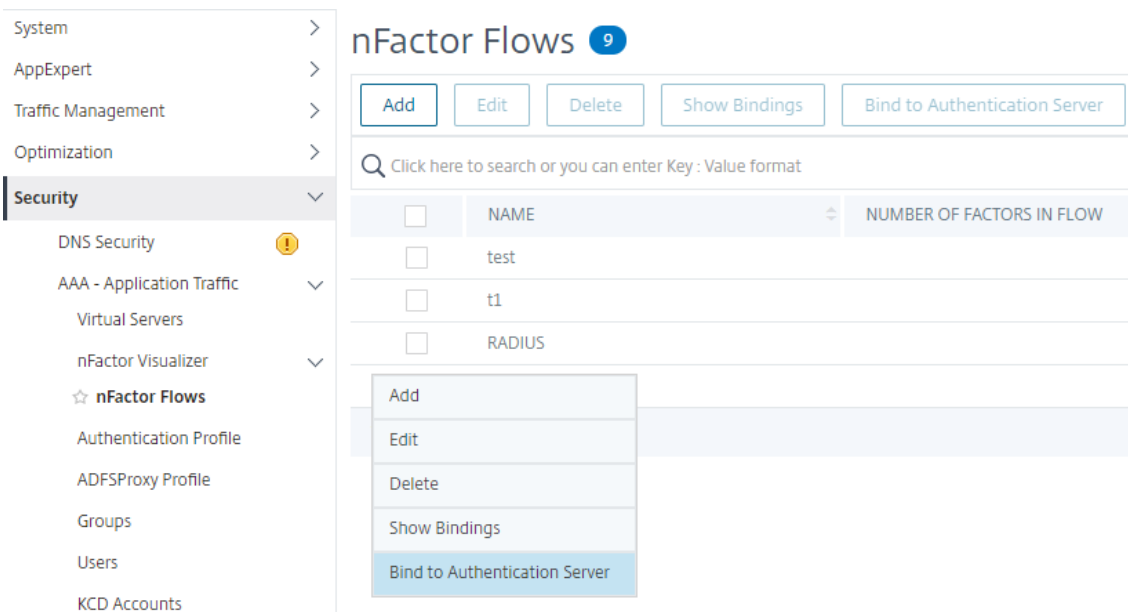 System
AppExpert
Traffic Management
Optimization
Security
DNS Security
AAA - Application Traffic
Virtual Servers
nFactor Visualizer
nFactor Flows
Authentication Profile
ADFSProxy Profile
Groups
Users
KCD Accounts
nFactor Flows 9
Add Edit Delete Show Bindings Bind to Authentication Server
Click here to search or you can enter Key : Value format
NAME NUMBER OF FACTORS IN FLOW
test
t1
RADIUS
Add
Edit
Delete
Show Bindings
Bind to Authentication Server